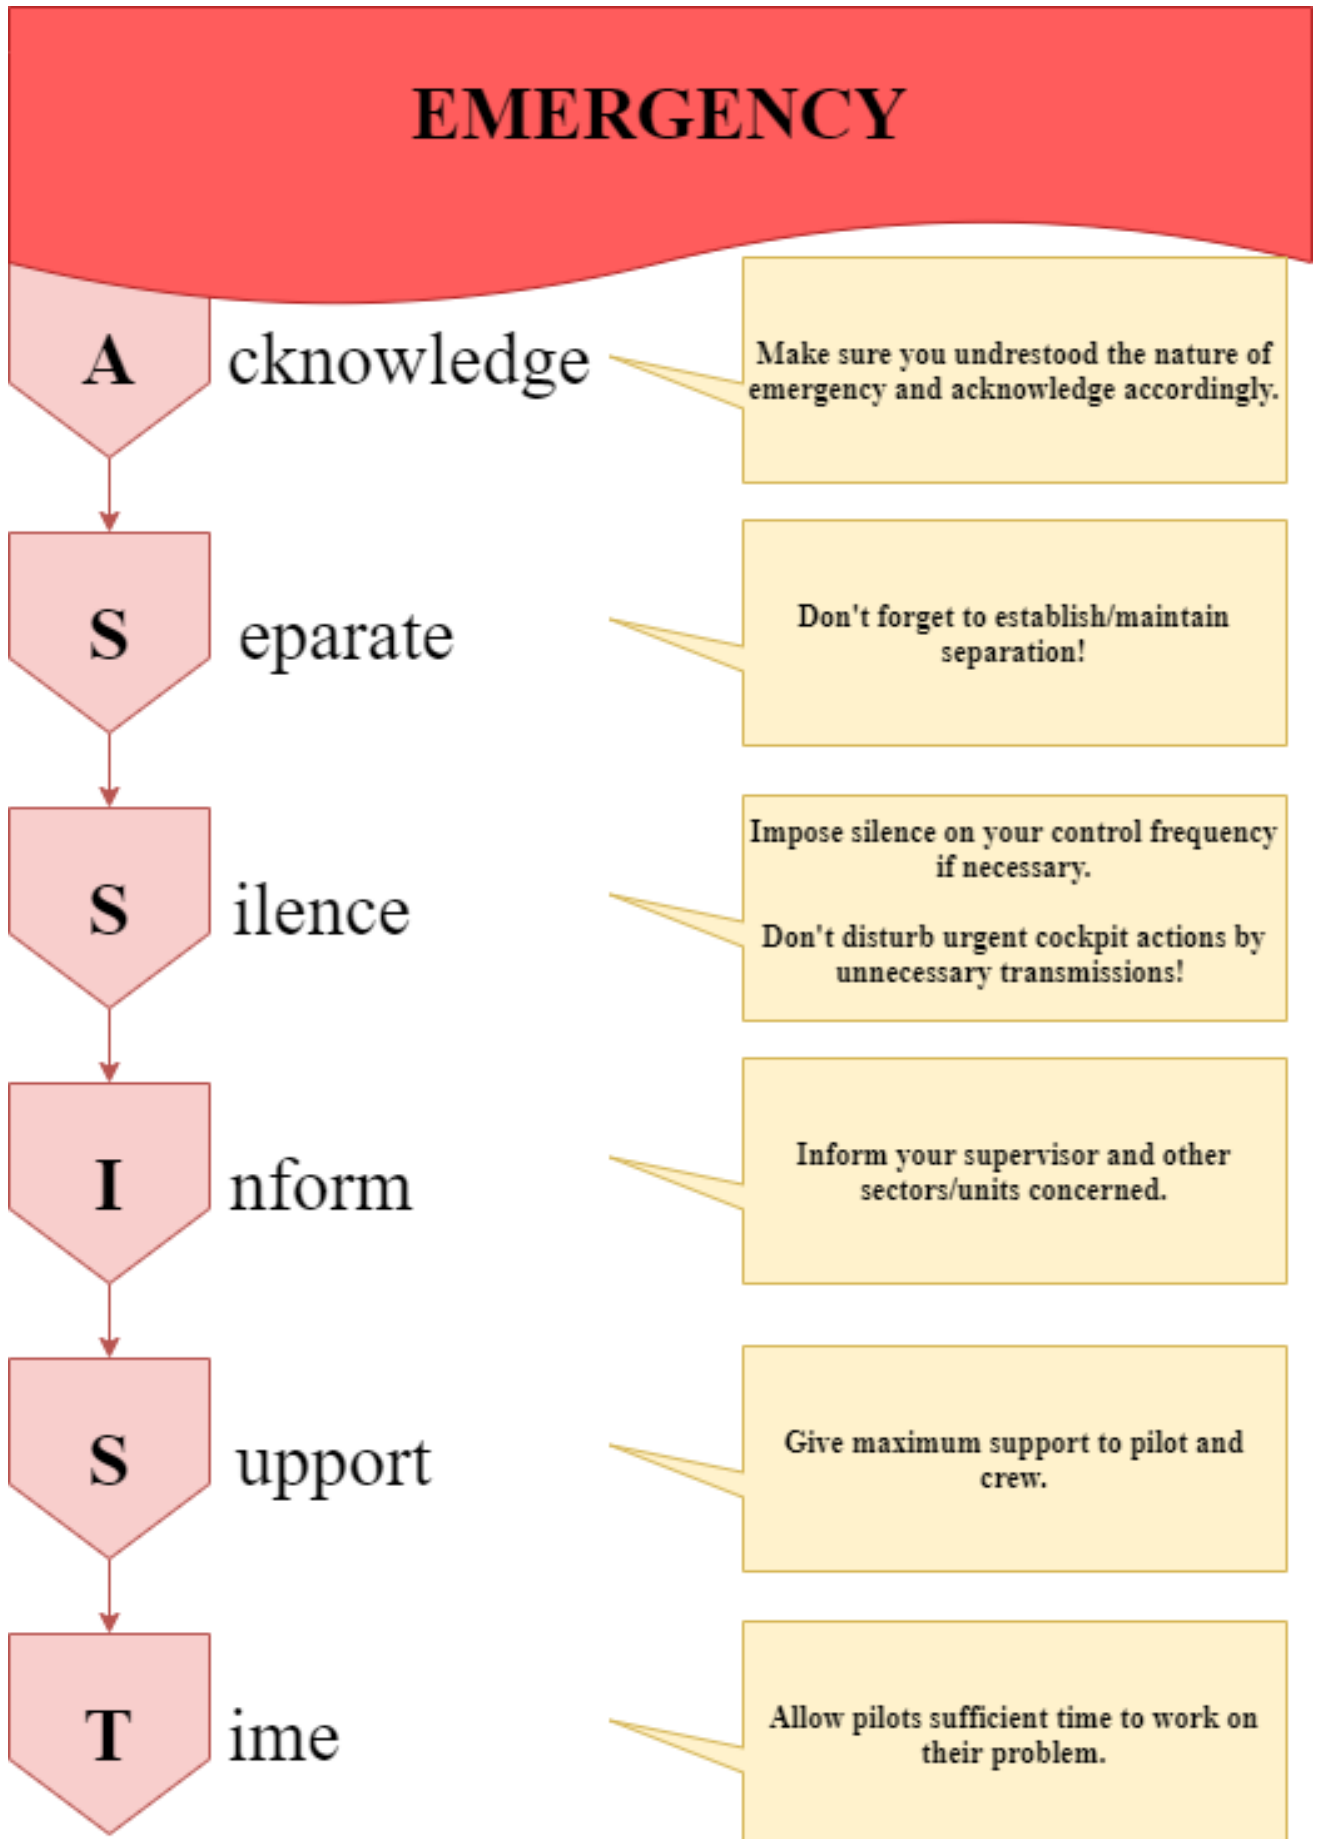 EMERGENCY
A cknowledge
Make sure you undrestood the nature of
emergency and acknowledge accordingly.
S eparate
Don't forget to establish/maintain
separation!
S ilence
Impose silence on your control frequency
if necessary.
Don't disturb urgent cockpit actions by
unnecessary transmissions!
I nform
Inform your supervisor and other
sectors/units concerned.
S upport
Give maximum support to pilot and
crew.
T ime
Allow pilots sufficient time to work on
their problem.